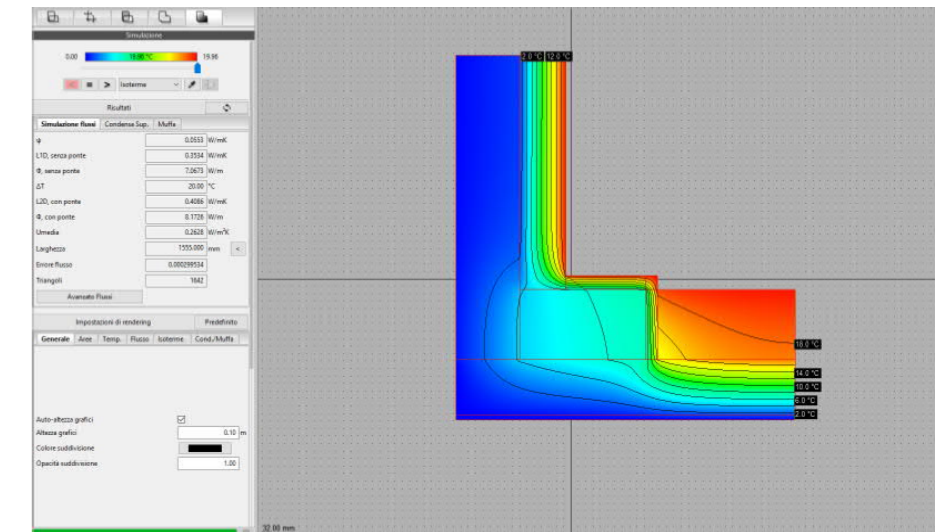 Simulazione
0.00 19.96 °C 19.96
Isoterme
Risultati
Simulazione flussi Condensa Sup. Muffa
ψ 0.0553 W/mK
L1D, senza ponte 0.3534 W/mK
Φ, senza ponte 7.0673 W/m
ΔT 20.00 °C
L2D, con ponte 0.4086 W/mK
Φ, con ponte 8.1726 W/m
Umedia 0.2628 W/m²K
Larghezza 1555.000 mm <
Errore flusso 0.000299534
Triangoli 1642
Avanzato Flussi
Impostazioni di rendering Predefinito
Generale Aree Temp. Flusso Isoterme Cond./Muffa
Auto-altezza grafici
Altezza grafici 0.10 m
Colore suddivisione
Opacità suddivisione 1.00
2.0 °C 12.0 °C
18.0 °C
14.0 °C
10.0 °C
6.0 °C
2.0 °C
32.00 mm